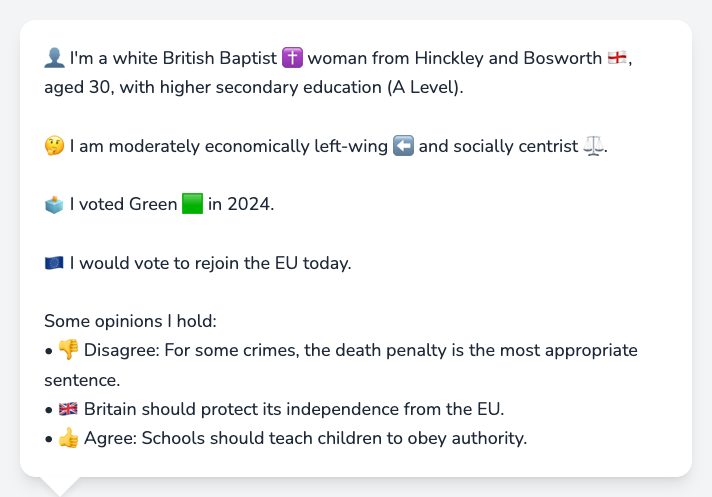 👤 I'm a white British Baptist ✝️ woman from Hinckley and Bosworth 🏴󠁧󠁢󠁥󠁮󠁧󠁿,
aged 30, with higher secondary education (A Level).
🤔 I am moderately economically left-wing ⬅️ and socially centrist ⚖️.
🗳️ I voted Green 🟩 in 2024.
🇪🇺 I would vote to rejoin the EU today.
Some opinions I hold:
• 👎 Disagree: For some crimes, the death penalty is the most appropriate
sentence.
• 🇬🇧 Britain should protect its independence from the EU.
• 👍 Agree: Schools should teach children to obey authority.